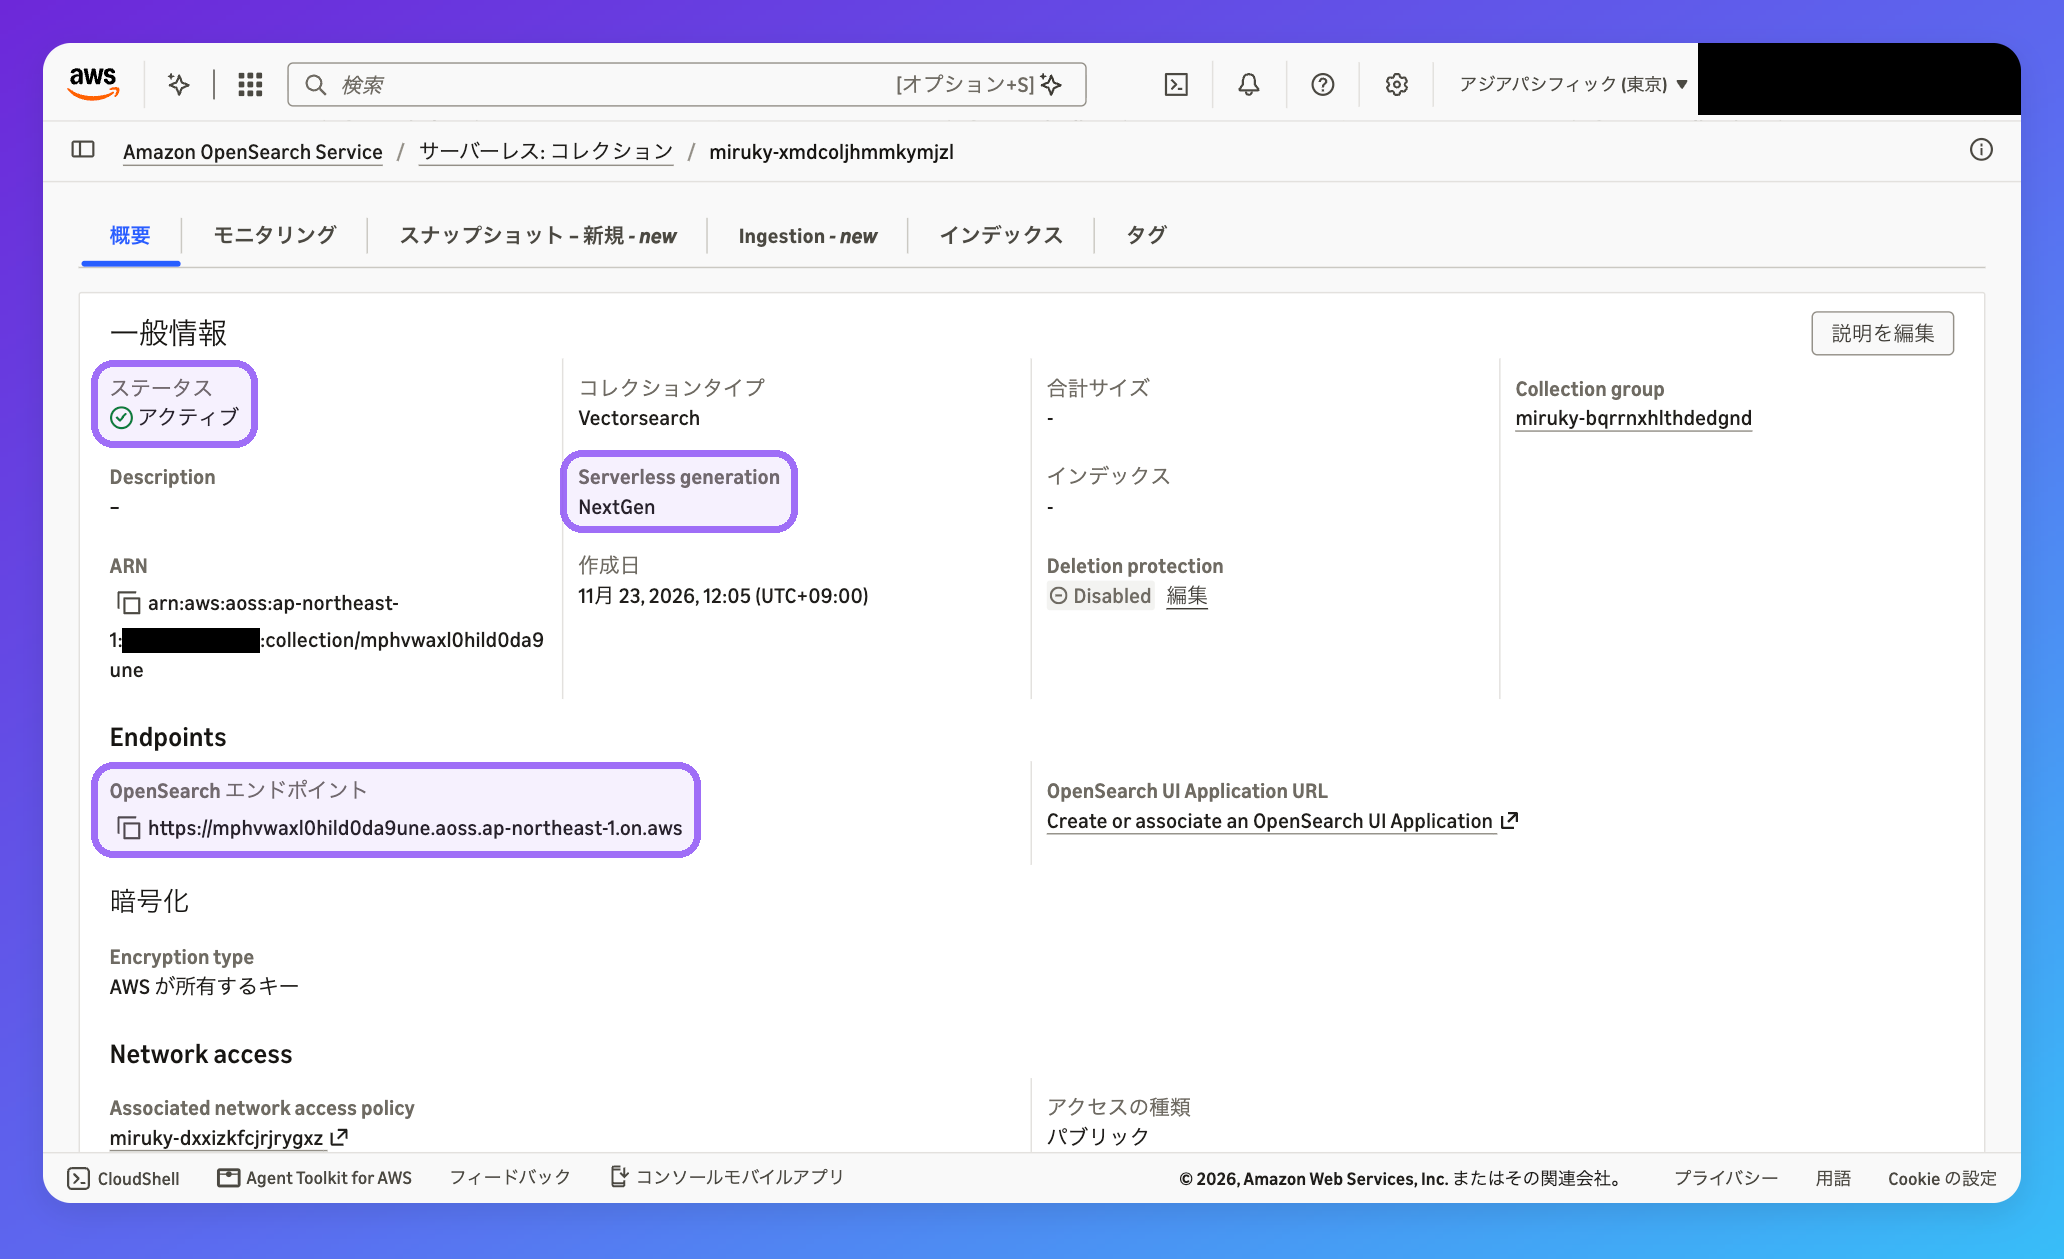 aws
検索 [オプション+S]
アジアパシフィック (東京) ▼
Amazon OpenSearch Service / サーバーレス: コレクション / miruky-xmdcoljhmmkymjzl
概要
モニタリング
スナップショット – 新規 - new
Ingestion - new
インデックス
タグ
一般情報
説明を編集
ステータス
アクティブ
Description
–
ARN
arn:aws:aoss:ap-northeast-
1: :collection/mphvwaxl0hild0da9
une
コレクションタイプ
Vectorsearch
Serverless generation
NextGen
作成日
11月 23, 2026, 12:05 (UTC+09:00)
合計サイズ
-
インデックス
-
Deletion protection
Disabled 編集
Collection group
miruky-bqrrnxhlthdedgnd
Endpoints
OpenSearch エンドポイント
https://mphvwaxl0hild0da9une.aoss.ap-northeast-1.on.aws
OpenSearch UI Application URL
Create or associate an OpenSearch UI Application
暗号化
Encryption type
AWS が所有するキー
Network access
Associated network access policy
miruky-dxxizkfcjrjrygxz
アクセスの種類
パブリック
CloudShell
Agent Toolkit for AWS
フィードバック
コンソールモバイルアプリ
© 2026, Amazon Web Services, Inc. またはその関連会社。
プライバシー
用語
Cookie の設定